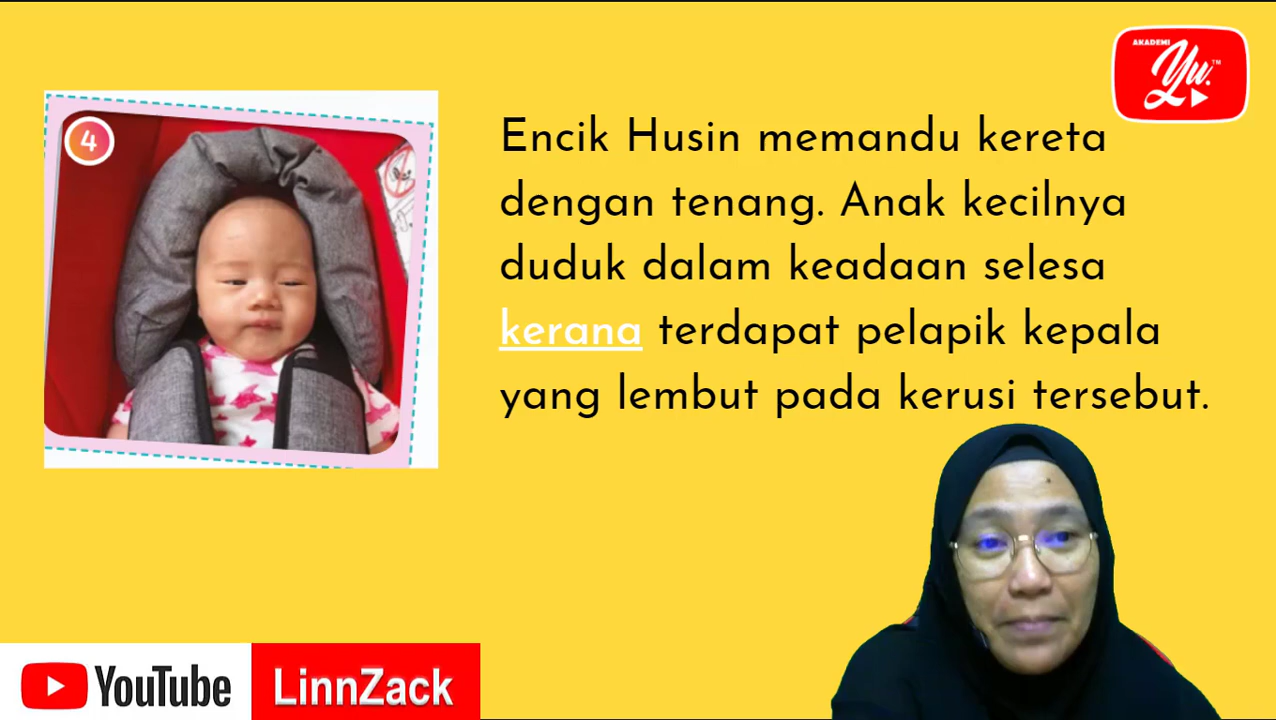 AKADEMI
Yu. TM
4
Encik Husin memandu kereta
dengan tenang. Anak kecilnya
duduk dalam keadaan selesa
kerana terdapat pelapik kepala
yang lembut pada kerusi tersebut.
YouTube
LinnZack